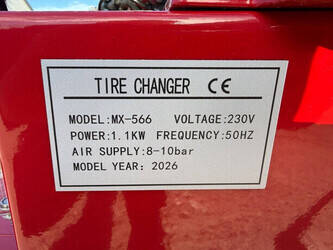 TIRE CHANGER CE
MODEL:MX-566 VOLTAGE:230V
POWER:1.1KW FREQUENCY:50HZ
AIR SUPPLY:8-10bar
MODEL YEAR: 2026